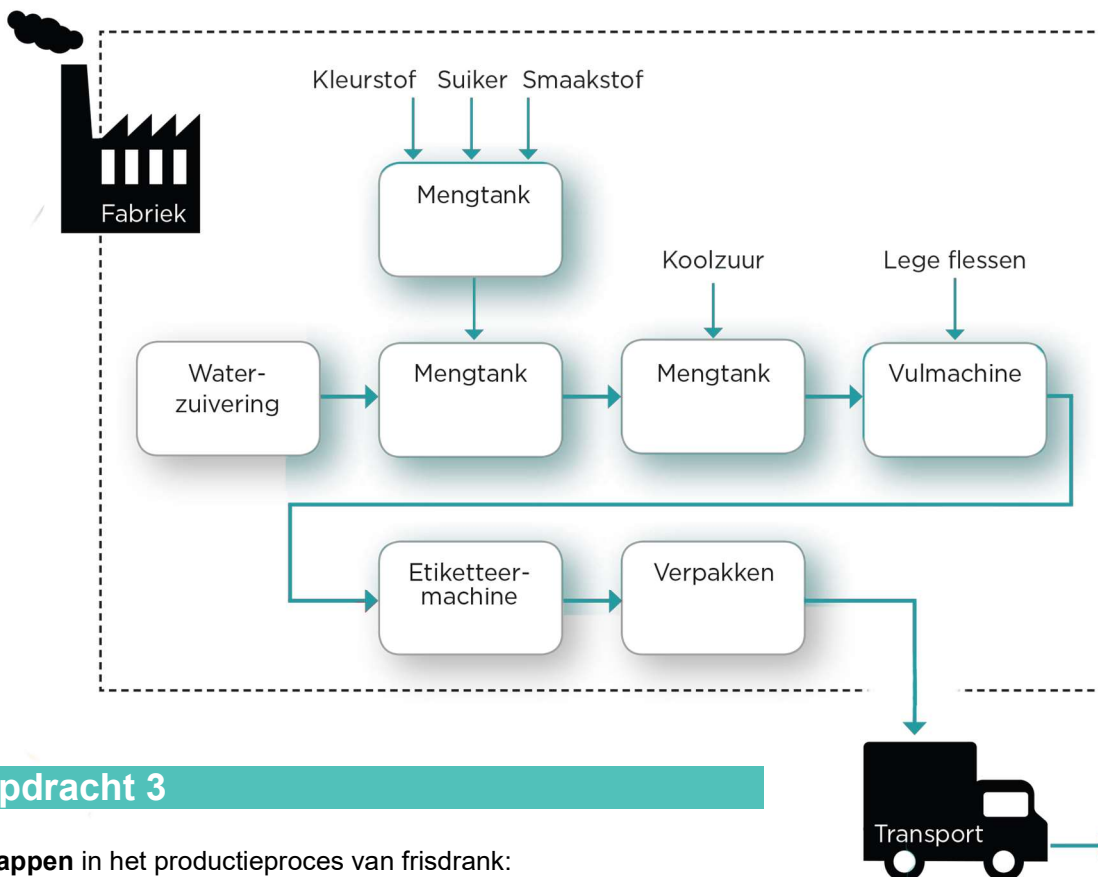 Kleurstof Suiker Smaakstof
Mengtank
Fabriek
Koolzuur
Lege flessen
Water-
zuivering
Mengtank
Mengtank
Vulmachine
Etiketteer-
machine
Verpakken
Transport
pdracht 3
appen in het productieproces van frisdrank: